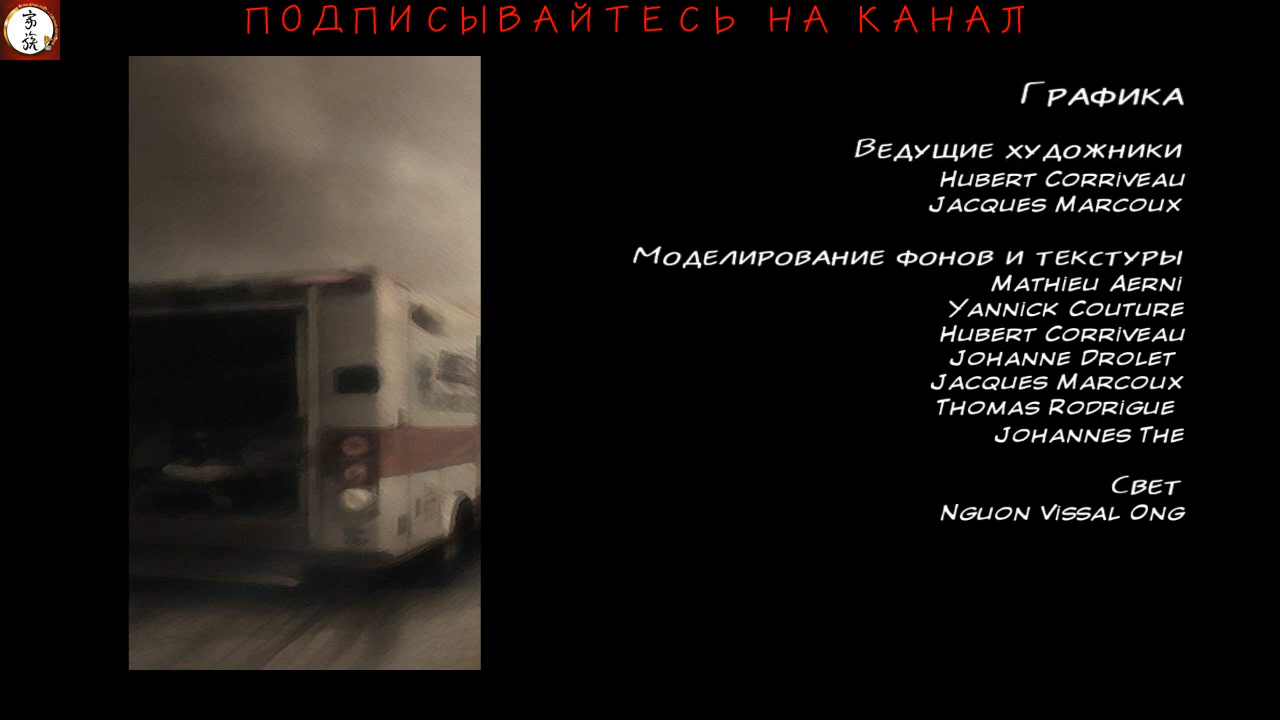 ПОДПИСЫВАЙТЕСЬ НА КАНАЛ
ГРАФИКА
ВЕДУЩИЕ ХУДОЖНИКИ
HUBERT CORRIVEAU
JACQUES MARCOUX
МОДЕЛИРОВАНИЕ ФОНОВ И ТЕКСТУРЫ
MATHIEU AERNI
YANNICK COUTURE
HUBERT CORRIVEAU
JOHANNE DROLET
JACQUES MARCOUX
THOMAS RODRIGUE
JOHANNES THE
СВЕТ
NGUON VISSAL ONG